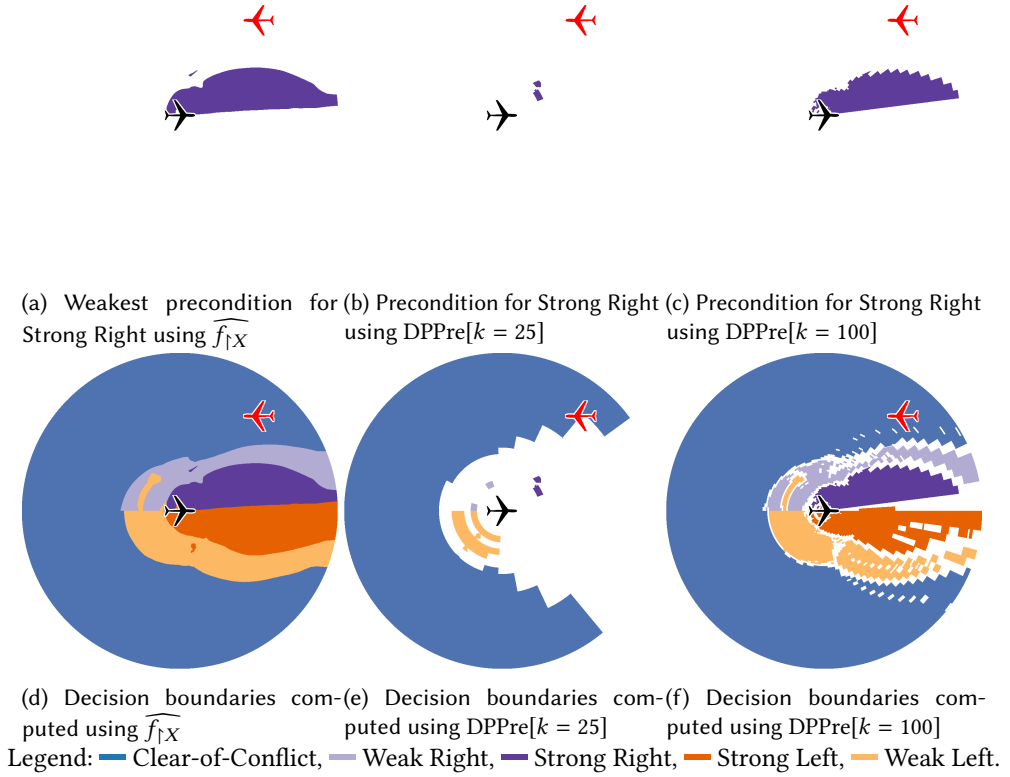 (a) Weakest precondition for
Strong Right using $\widehat{f_{\restriction X}}$
(b) Precondition for Strong Right
using DPPre[k = 25]
(c) Precondition for Strong Right
using DPPre[k = 100]
(d) Decision boundaries com-
puted using $\widehat{f_{\restriction X}}$
(e) Decision boundaries com-
puted using DPPre[k = 25]
(f) Decision boundaries com-
puted using DPPre[k = 100]
Legend: Clear-of-Conflict, Weak Right, Strong Right, Strong Left, Weak Left.